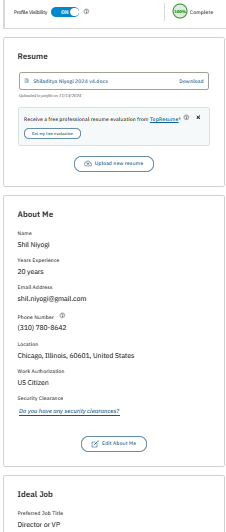 Profile Visibility ON
100% Complete
Resume
Shiladitya Niyogi 2024 v4.docx Download
Uploaded to profile on 11/13/2024
Receive a free professional resume evaluation from TopResume*
Get my free evaluation
Upload new resume
About Me
Name
Shil Niyogi
Years Experience
20 years
Email Address
shil.niyogi@gmail.com
Phone Number
(310) 780-8642
Location
Chicago, Illinois, 60601, United States
Work Authorization
US Citizen
Security Clearance
Do you have any security clearances?
Edit About Me
Ideal Job
Preferred Job Title
Director or VP